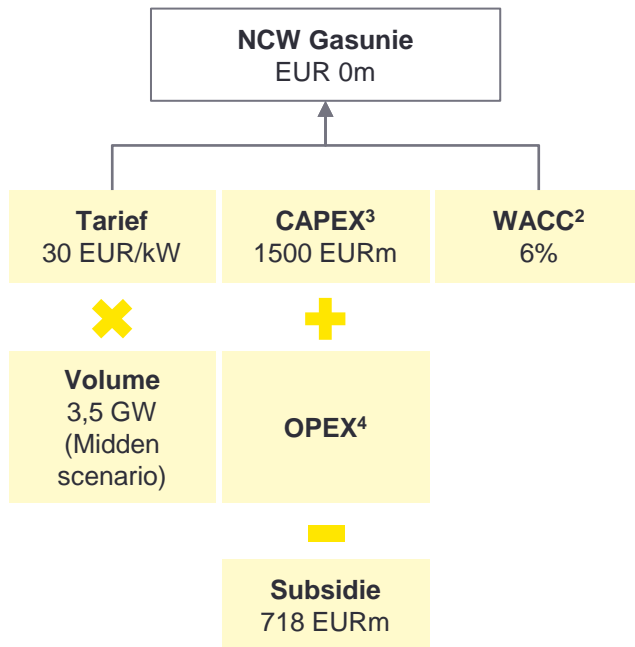 NCW Gasunie
EUR 0m
Tarief
30 EUR/kW
CAPEX³
1500 EURm
WACC²
6%
Volume
3,5 GW
(Midden
scenario)
OPEX⁴
Subsidie
718 EURm